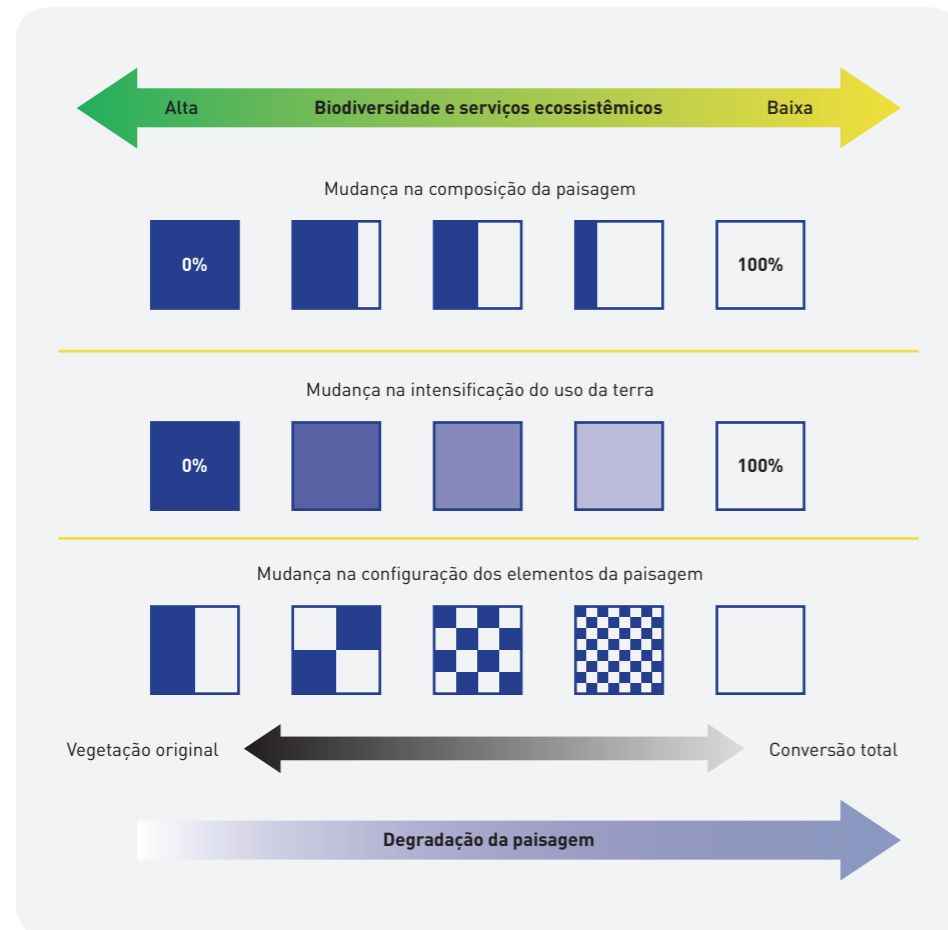 Alta Biodiversidade e serviços ecossistêmicos Baixa
Mudança na composição da paisagem
0% 100%
Mudança na intensificação do uso da terra
0% 100%
Mudança na configuração dos elementos da paisagem
Vegetação original Conversão total
Degradação da paisagem